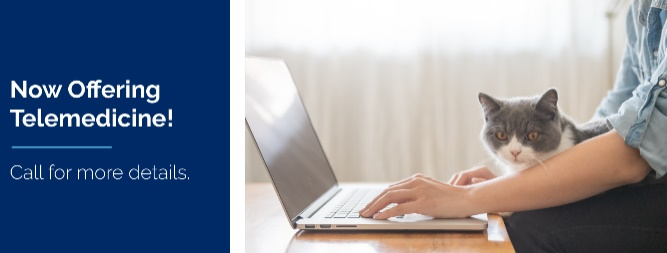 Now Offering
Telemedicine!
Call for more details.